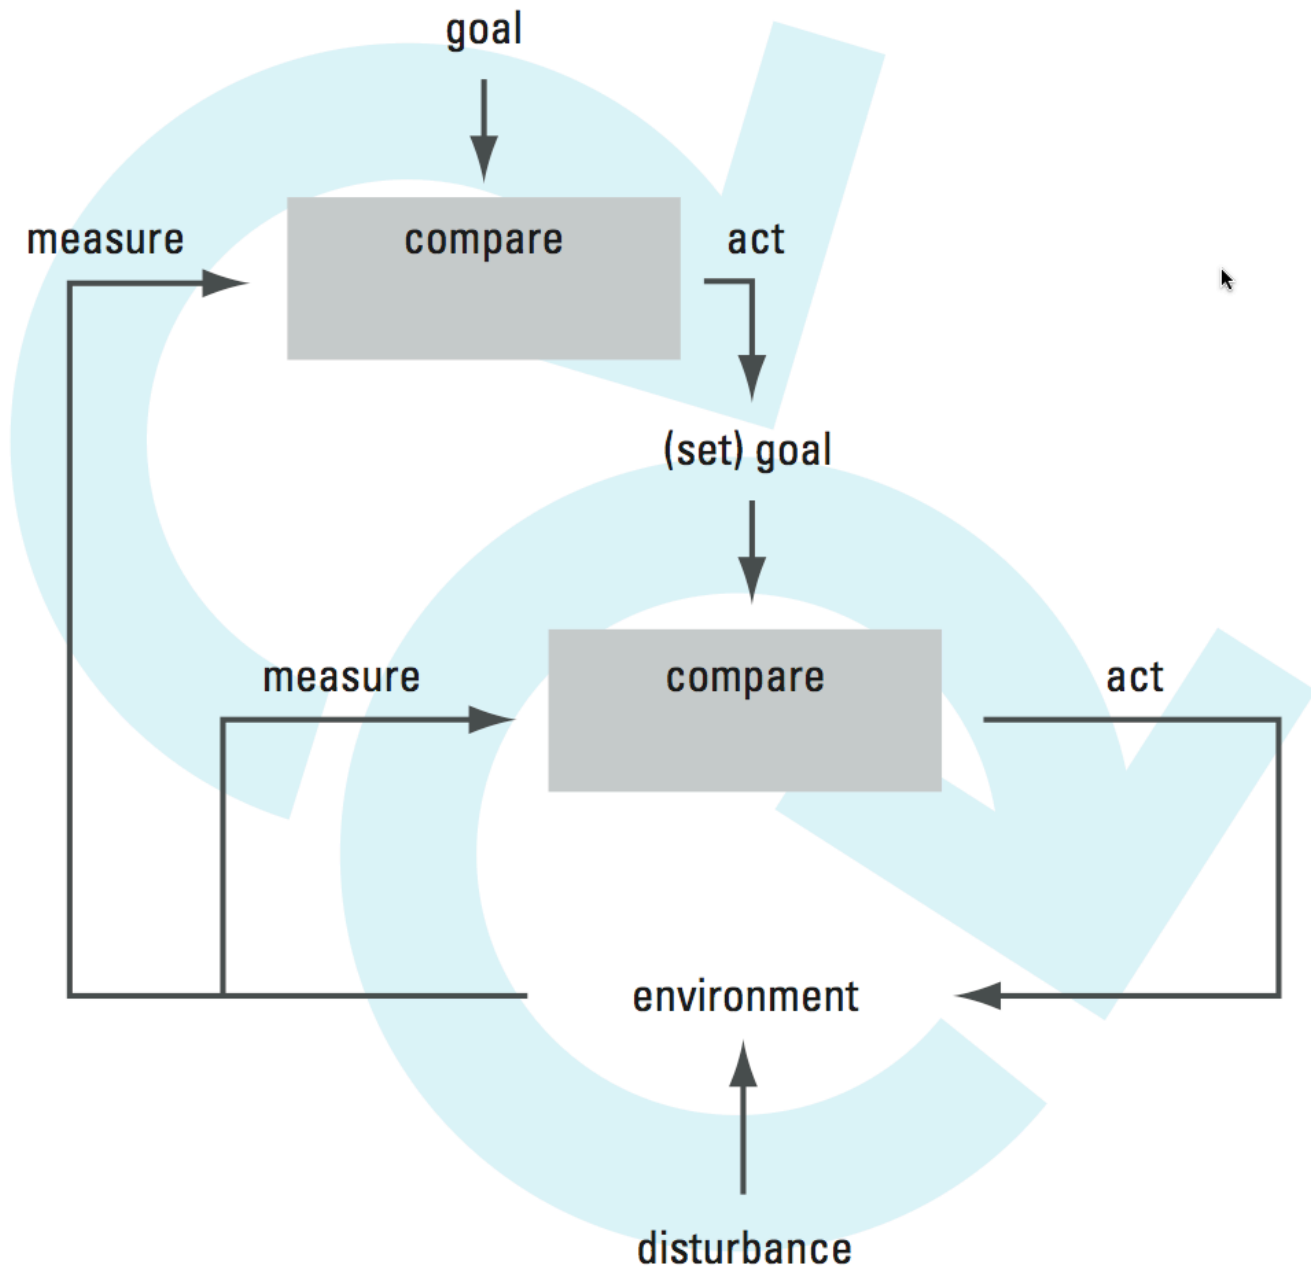 goal
measure
compare
act
(set) goal
measure
compare
act
environment
disturbance